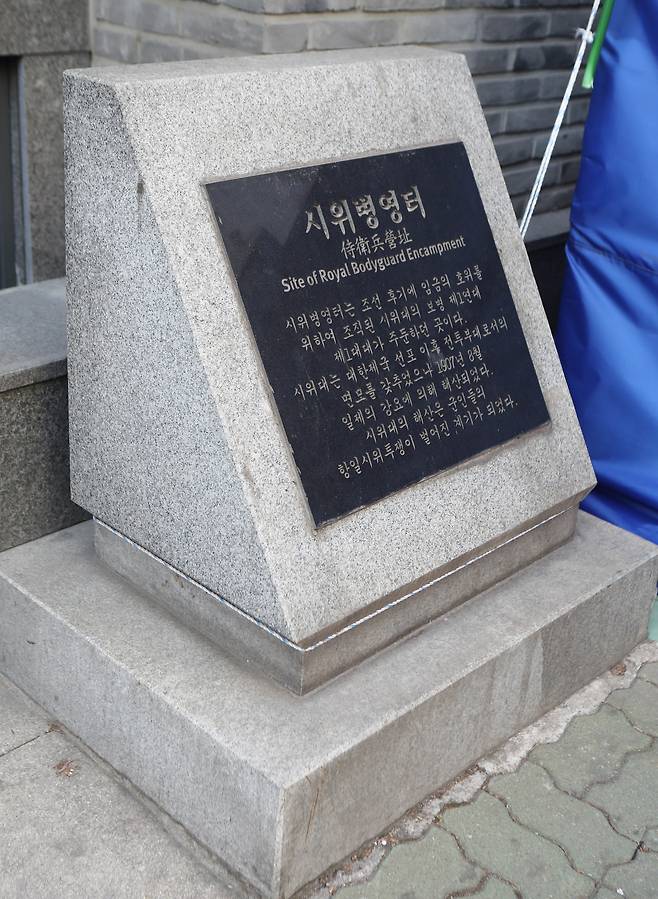 시위병영터
侍衛兵營址
Site of Royal Bodyguard Encampment
시위병영터는 조선 후기에 임금의 호위를
위하여 조직된 시위대의 보병 제1연대
제1대대가 주둔하던 곳이다.
시위대는 대한제국 선포 이후 전투부대로서의
면모를 갖추었으나 1907년 8월
일제의 강요에 의해 해산되었다.
시위대의 해산은 군인들의
항일시위투쟁이 벌어진 계기가 되었다.